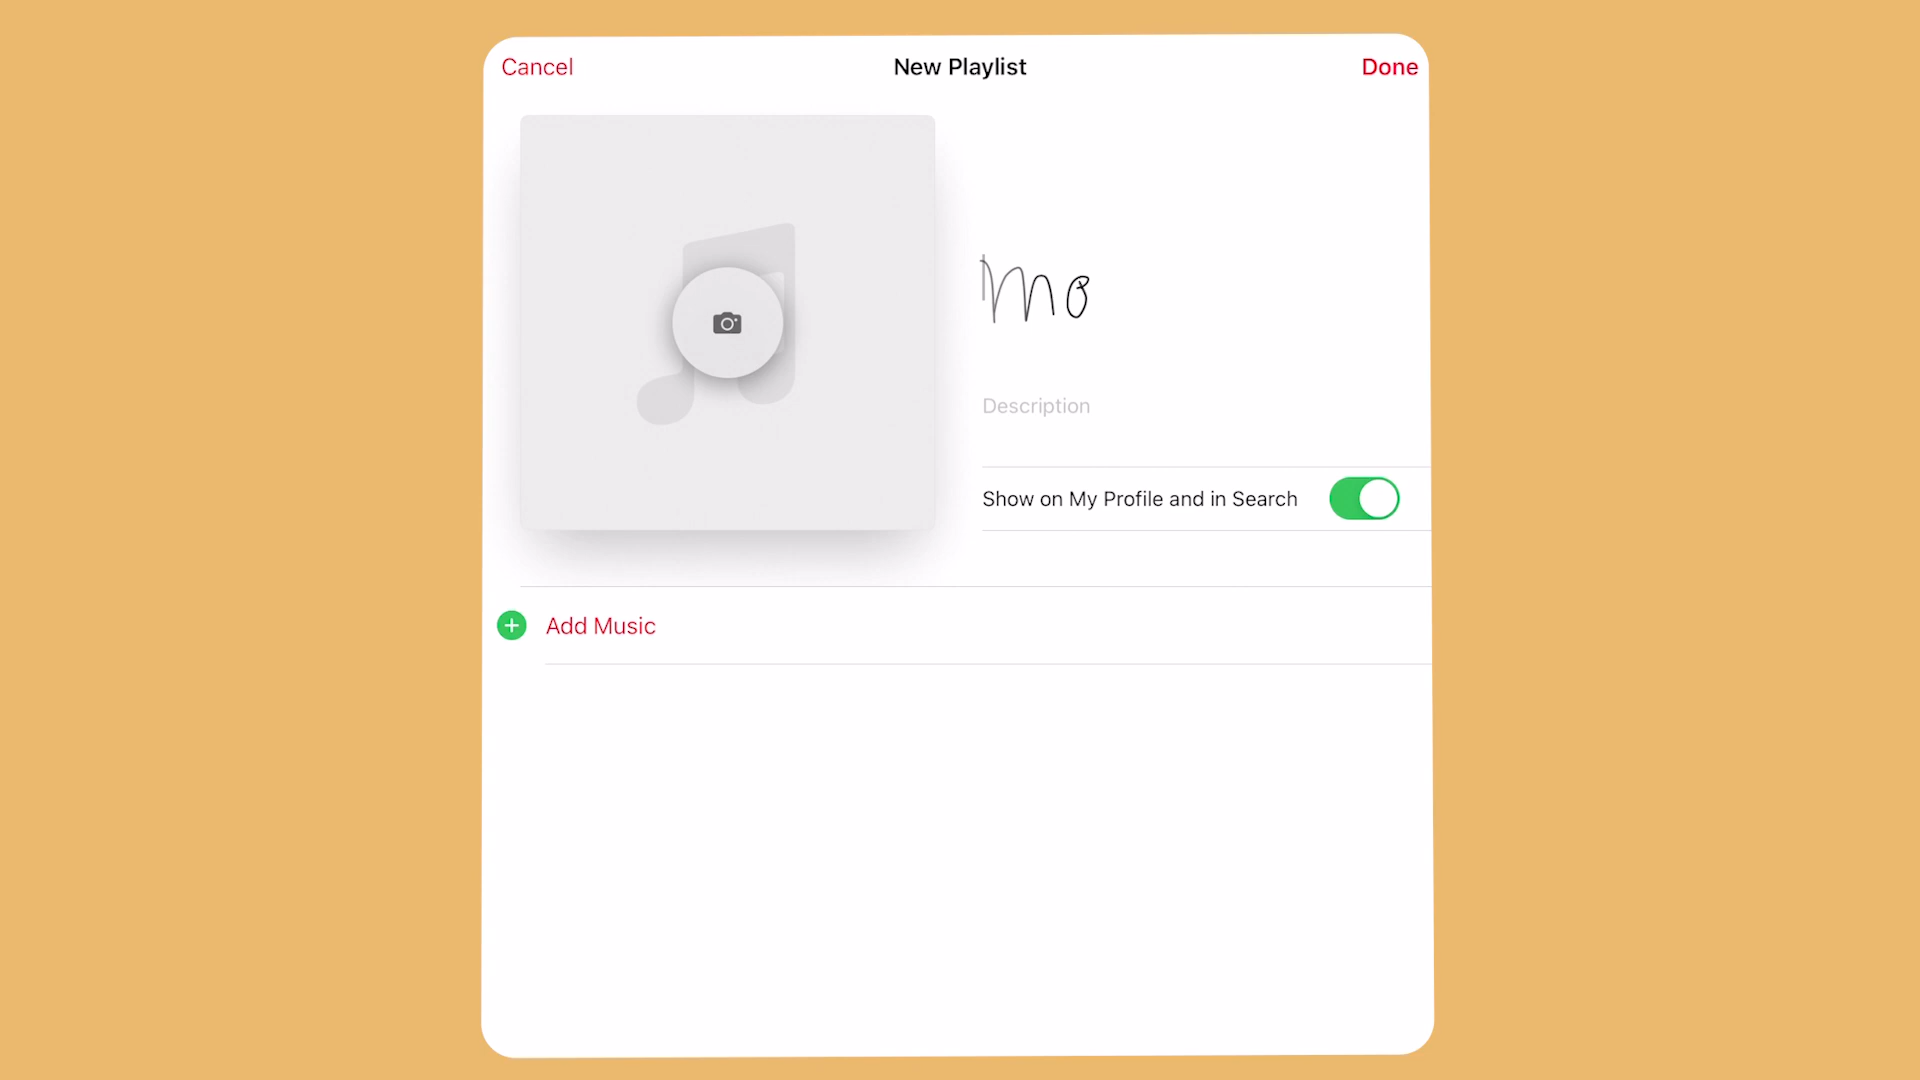 Cancel New Playlist Done
Mo
Description
Show on My Profile and in Search
Add Music